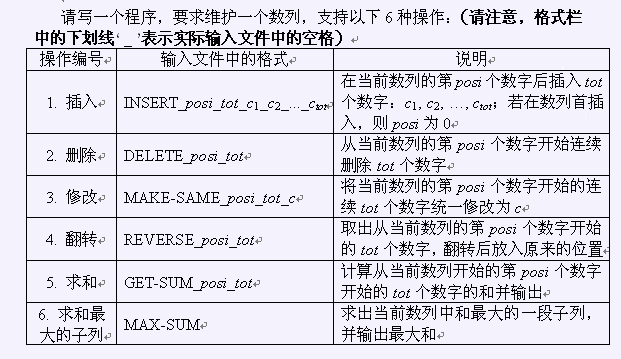 请写一个程序，要求维护一个数列，支持以下 6 种操作：（请注意，格式栏
中的下划线‘ _ ’表示实际输入文件中的空格）
操作编号 输入文件中的格式 说明
1. 插入 INSERT_posi_tot_c1_c2_..._ctot
在当前数列的第 posi 个数字后插入 tot
个数字：c1, c2, …, ctot；若在数列首插
入，则 posi 为 0
2. 删除 DELETE_posi_tot
从当前数列的第 posi 个数字开始连续
删除 tot 个数字
3. 修改 MAKE-SAME_posi_tot_c
将当前数列的第 posi 个数字开始的连
续 tot 个数字统一修改为 c
4. 翻转 REVERSE_posi_tot
取出从当前数列的第 posi 个数字开始
的 tot 个数字，翻转后放入原来的位置
5. 求和 GET-SUM_posi_tot
计算从当前数列开始的第 posi 个数字
开始的 tot 个数字的和并输出
6. 求和最
大的子列
MAX-SUM
求出当前数列中和最大的一段子列，
并输出最大和